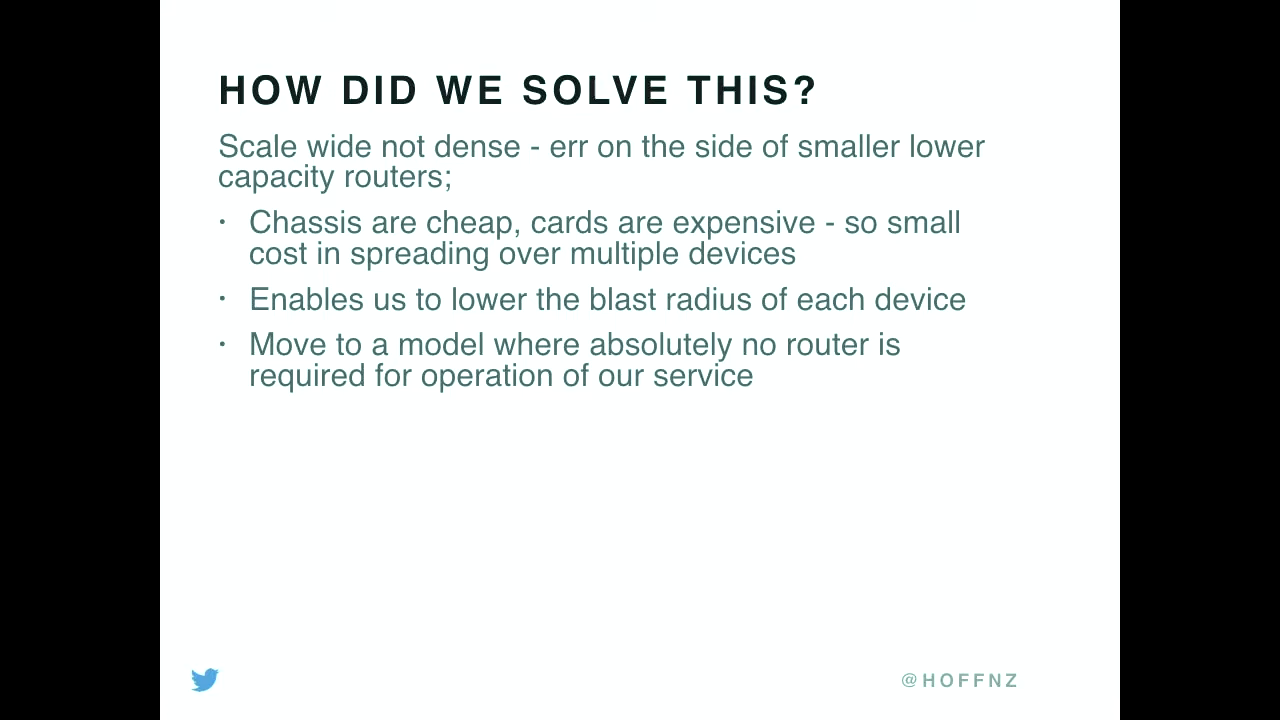 HOW DID WE SOLVE THIS?
Scale wide not dense - err on the side of smaller lower
capacity routers;
· Chassis are cheap, cards are expensive - so small
cost in spreading over multiple devices
· Enables us to lower the blast radius of each device
· Move to a model where absolutely no router is
required for operation of our service
@HOFFNZ